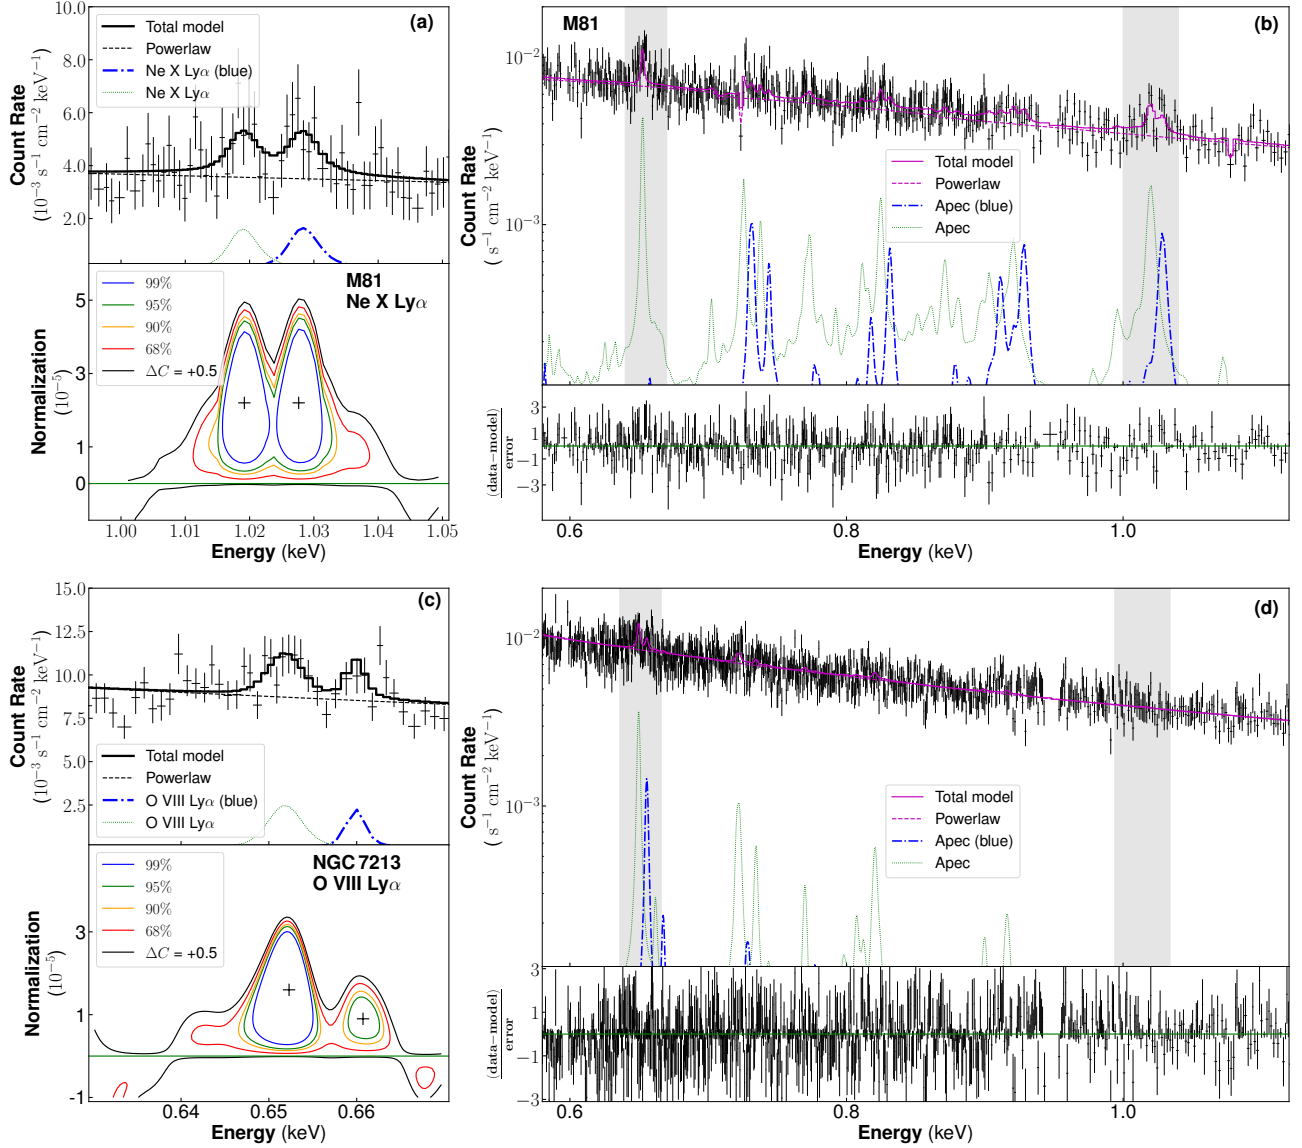 (a)
10.0
8.0
6.0
4.0
2.0
Count Rate
(10⁻³ s⁻¹ cm⁻² keV⁻¹)
Total model
Powerlaw
Ne X Lyα (blue)
Ne X Lyα
M81
Ne X Lyα
99%
95%
90%
68%
ΔC = +0.5
5
3
1
0
-1
Normalization
(10⁻⁵)
1.00 1.01 1.02 1.03 1.04 1.05
Energy (keV)
M81
(b)
10⁻²
10⁻³
Count Rate
( s⁻¹ cm⁻² keV⁻¹)
Total model
Powerlaw
Apec (blue)
Apec
3
1
−1
−3
(data−model)
error
0.6 0.8 1.0
Energy (keV)
(c)
15.0
12.5
10.0
7.5
5.0
2.5
Count Rate
(10⁻³ s⁻¹ cm⁻² keV⁻¹)
Total model
Powerlaw
O VIII Lyα (blue)
O VIII Lyα
NGC 7213
O VIII Lyα
99%
95%
90%
68%
ΔC = +0.5
3
1
0
-1
Normalization
(10⁻⁵)
0.64 0.65 0.66
Energy (keV)
(d)
10⁻²
10⁻³
Count Rate
( s⁻¹ cm⁻² keV⁻¹)
Total model
Powerlaw
Apec (blue)
Apec
3
1
−1
−3
(data−model)
error
0.6 0.8 1.0
Energy (keV)